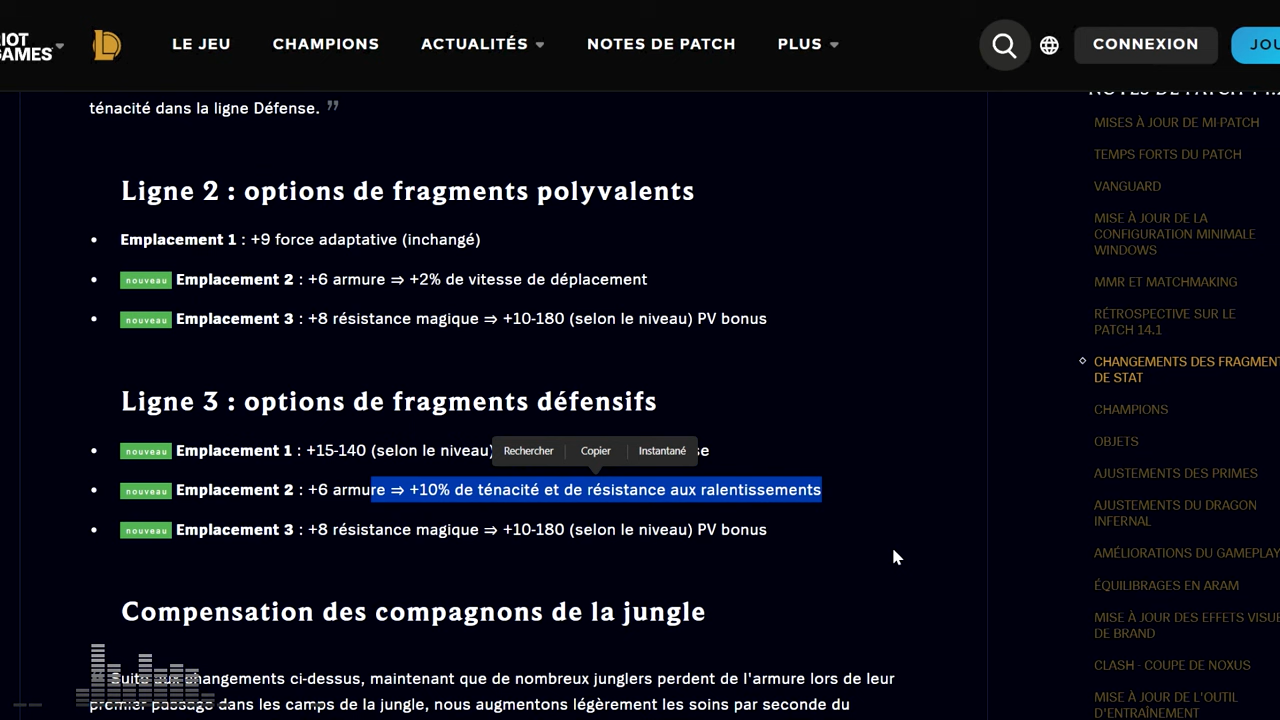 RIOT GAMES
LE JEU
CHAMPIONS
ACTUALITÉS
NOTES DE PATCH
PLUS
CONNEXION
JOU
ténacité dans la ligne Défense. ”
Ligne 2 : options de fragments polyvalents
• Emplacement 1 : +9 force adaptative (inchangé)
• nouveau Emplacement 2 : +6 armure ⇒ +2% de vitesse de déplacement
• nouveau Emplacement 3 : +8 résistance magique ⇒ +10-180 (selon le niveau) PV bonus
Ligne 3 : options de fragments défensifs
• nouveau Emplacement 1 : +15-140 (selon le niveau)
Rechercher
Copier
Instantané
• nouveau Emplacement 2 : +6 armure ⇒ +10% de ténacité et de résistance aux ralentissements
• nouveau Emplacement 3 : +8 résistance magique ⇒ +10-180 (selon le niveau) PV bonus
Compensation des compagnons de la jungle
Suite aux changements ci-dessus, maintenant que de nombreux junglers perdent de l'armure lors de leur
premier passage dans les camps de la jungle, nous augmentons légèrement les soins par seconde du
MISES À JOUR DE MI-PATCH
TEMPS FORTS DU PATCH
VANGUARD
MISE À JOUR DE LA
CONFIGURATION MINIMALE
WINDOWS
MMR ET MATCHMAKING
RÉTROSPECTIVE SUR LE
PATCH 14.1
CHANGEMENTS DES FRAGMENT
DE STAT
CHAMPIONS
OBJETS
AJUSTEMENTS DES PRIMES
AJUSTEMENTS DU DRAGON
INFERNAL
AMÉLIORATIONS DU GAMEPLAY
ÉQUILIBRAGES EN ARAM
MISE À JOUR DES EFFETS VISUE
DE BRAND
CLASH - COUPE DE NOXUS
MISE À JOUR DE L'OUTIL
D'ENTRAÎNEMENT